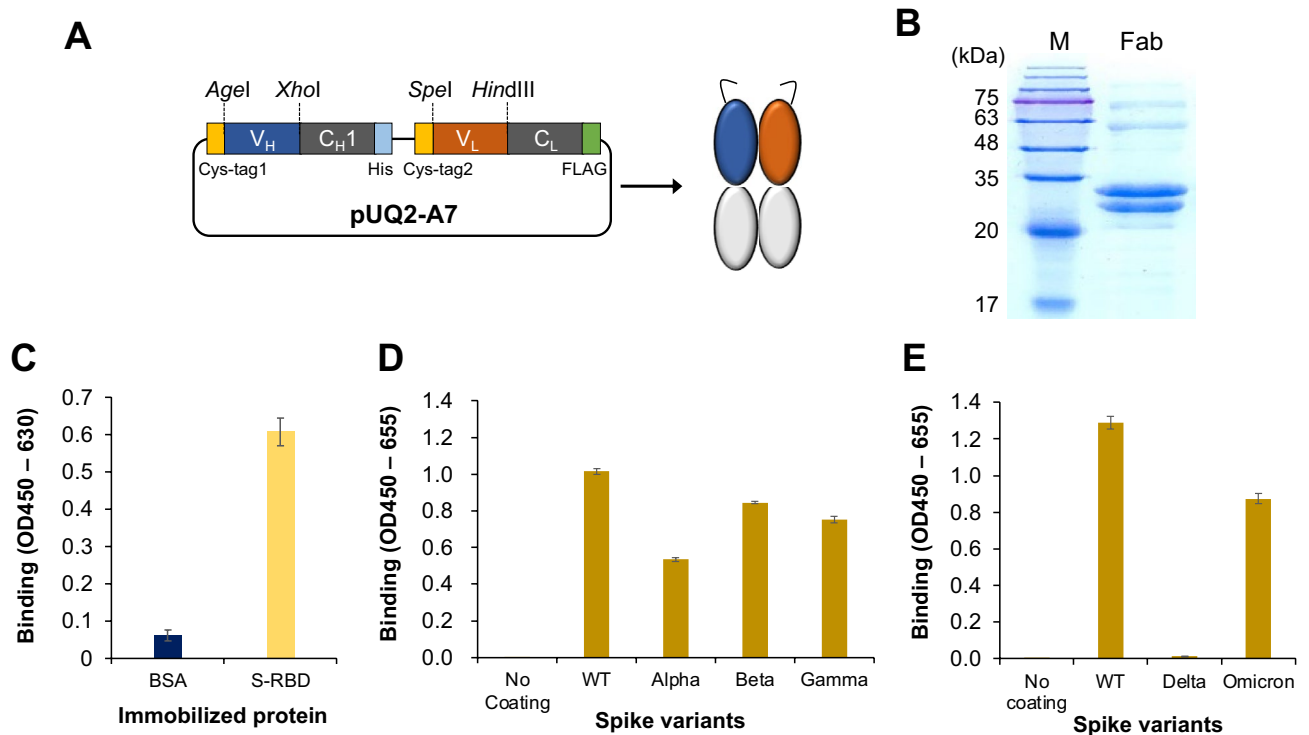 A
AgeI XhoI SpeI HindIII
VH CH1 VL CL
Cys-tag1 His Cys-tag2 FLAG
pUQ2-A7
B
(kDa) M Fab
75
63
48
35
20
17
C
Binding (OD450 – 630)
0.7
0.6
0.5
0.4
0.3
0.2
0.1
0
BSA S-RBD
Immobilized protein
D
Binding (OD450 – 655)
1.4
1.2
1.0
0.8
0.6
0.4
0.2
0.0
No WT Alpha Beta Gamma
Coating
Spike variants
E
Binding (OD450 – 655)
1.4
1.2
1.0
0.8
0.6
0.4
0.2
0.0
No WT Delta Omicron
coating
Spike variants